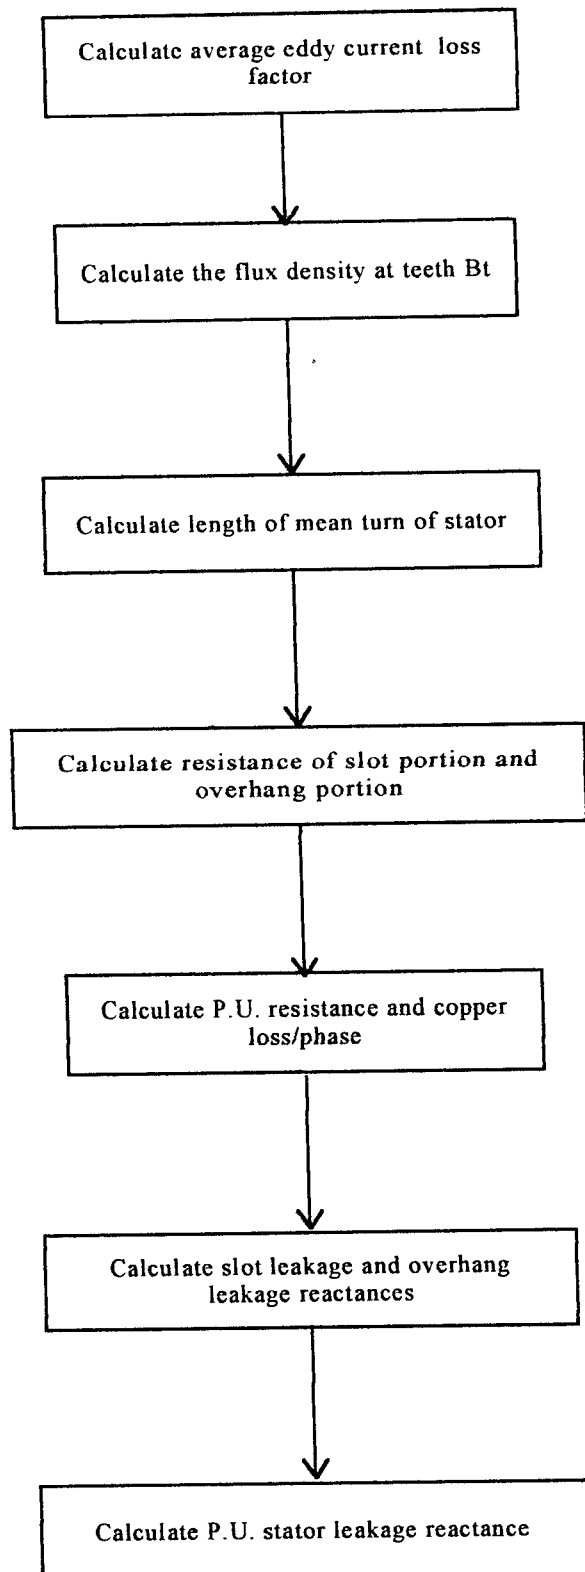 Calculate average eddy current loss
factor
Calculate the flux density at teeth Bt
Calculate length of mean turn of stator
Calculate resistance of slot portion and
overhang portion
Calculate P.U. resistance and copper
loss/phase
Calculate slot leakage and overhang
leakage reactances
Calculate P.U. stator leakage reactance